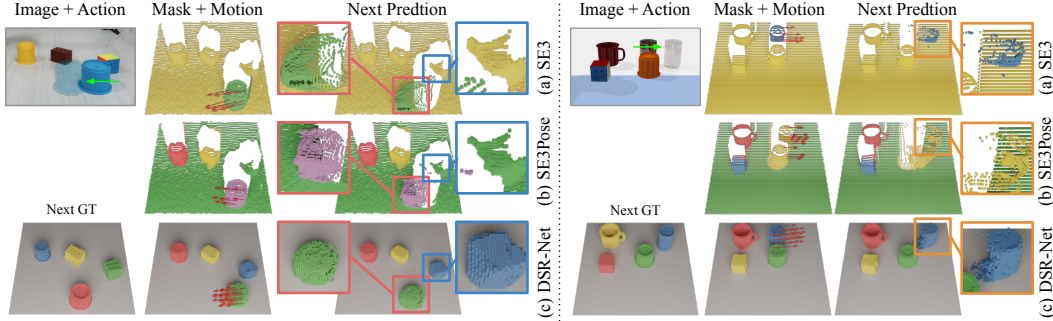 Image + Action
Mask + Motion
Next Predtion
(a) SE3
(b) SE3Pose
Next GT
(c) DSR-Net
Image + Action
Mask + Motion
Next Predtion
(a) SE3
(b) SE3Pose
Next GT
(c) DSR-Net